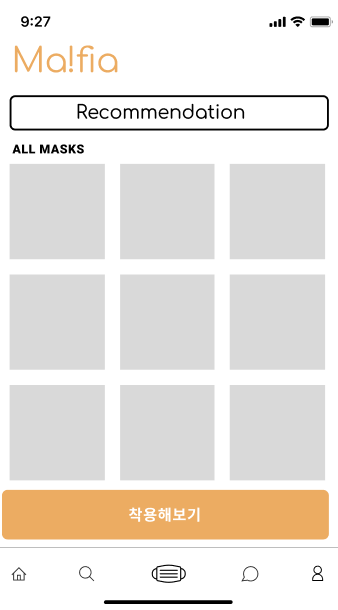 9:27
Ma!fia
Recommendation
ALL MASKS
착용해보기